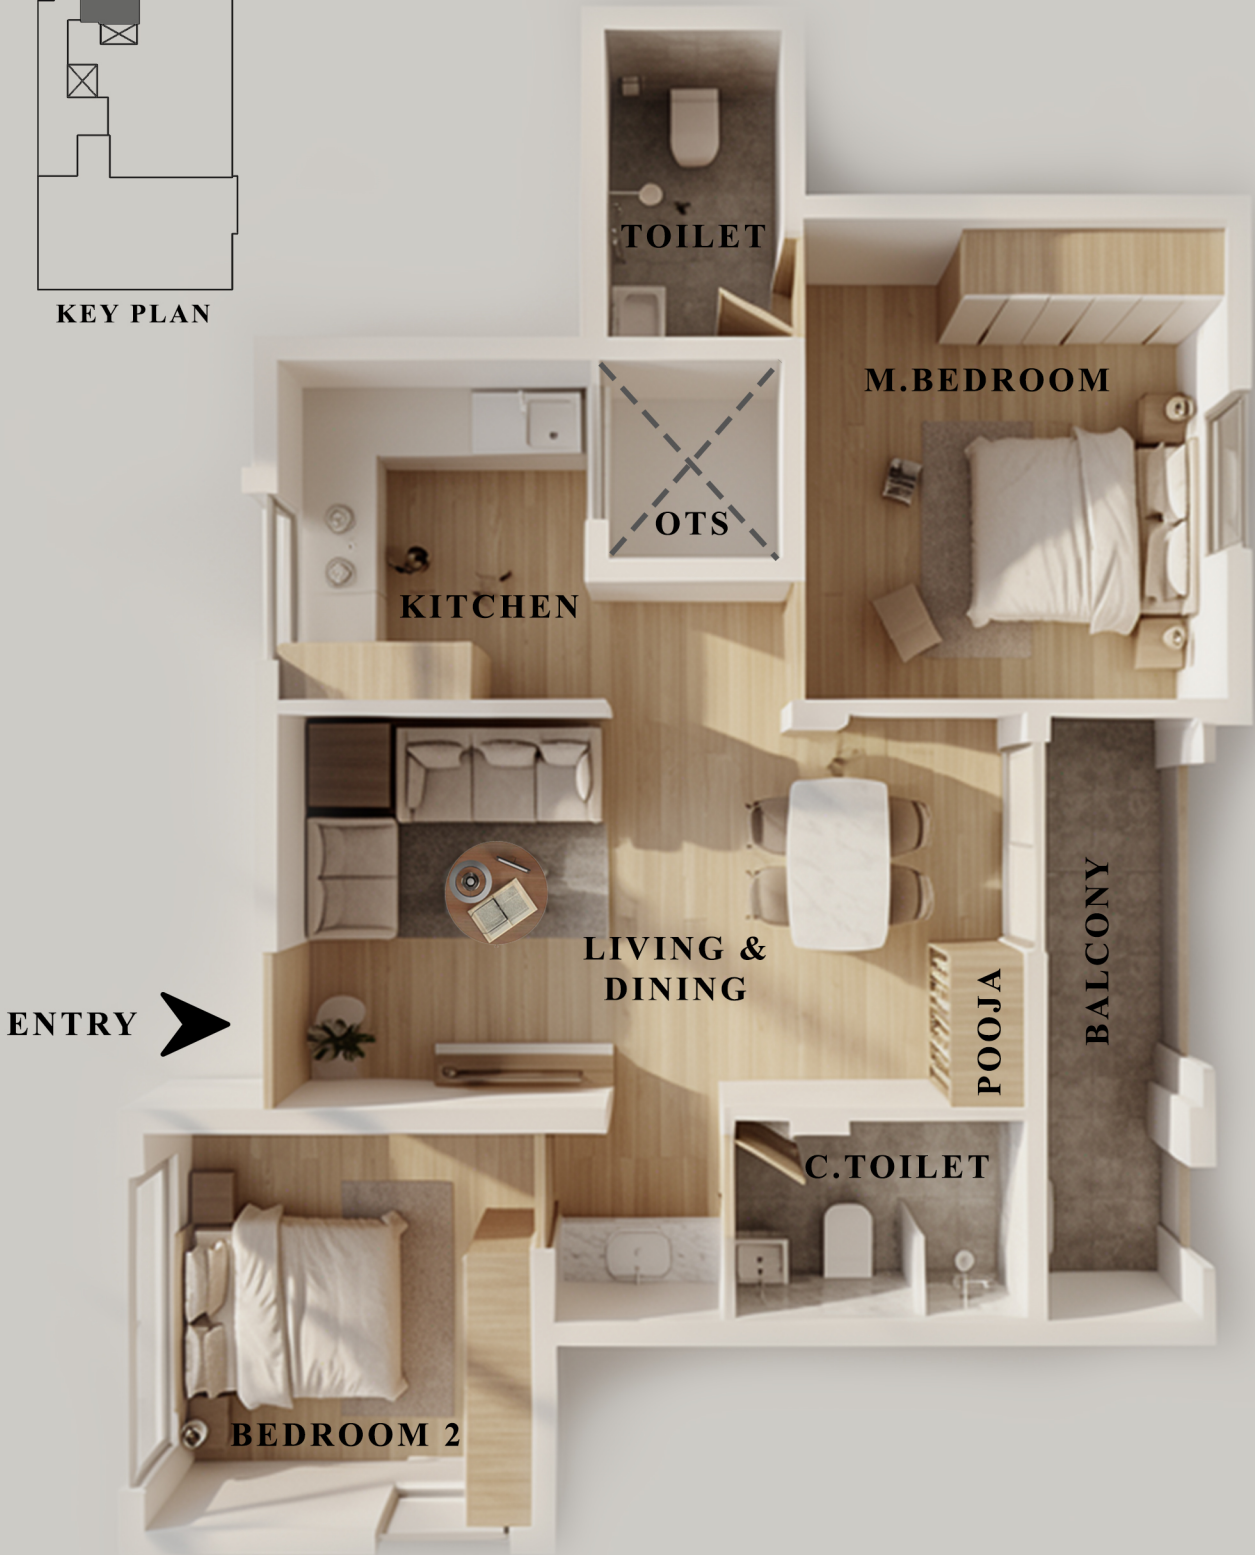 KEY PLAN
TOILET
M.BEDROOM
OTS
KITCHEN
LIVING &
DINING
BALCONY
POOJA
ENTRY
C.TOILET
BEDROOM 2